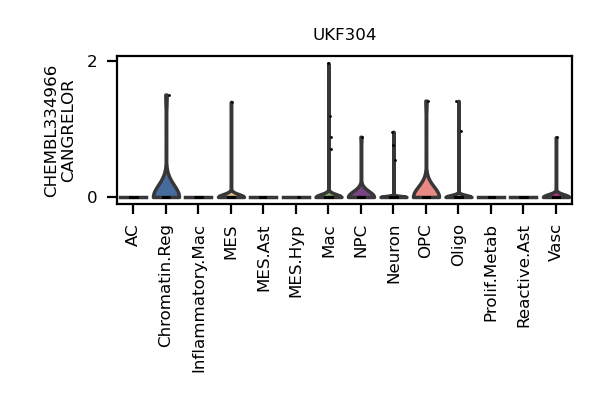 UKF304
CHEMBL334966
CANGRELOR
2
0
AC
Chromatin.Reg
Inflammatory.Mac
MES
MES.Ast
MES.Hyp
Mac
NPC
Neuron
OPC
Oligo
Prolif.Metab
Reactive.Ast
Vasc